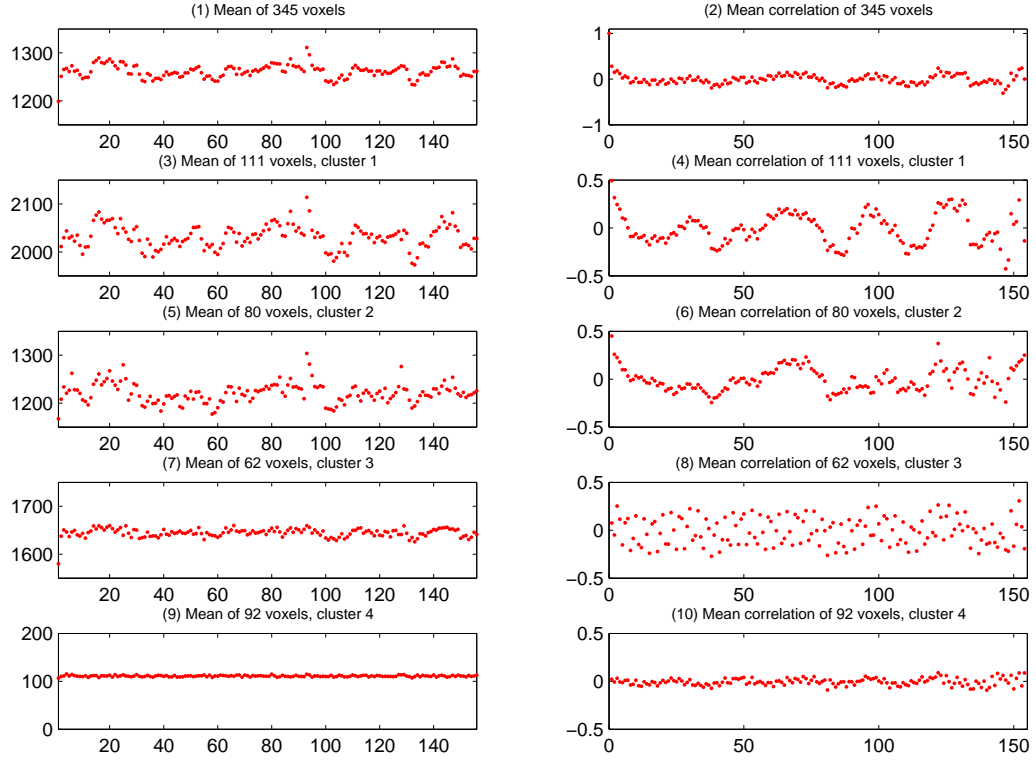 (1) Mean of 345 voxels
1300
1200
20 40 60 80 100 120 140
(2) Mean correlation of 345 voxels
1
0
−1
0 50 100 150
(3) Mean of 111 voxels, cluster 1
2100
2000
20 40 60 80 100 120 140
(4) Mean correlation of 111 voxels, cluster 1
0.5
0
−0.5
0 50 100 150
(5) Mean of 80 voxels, cluster 2
1300
1200
20 40 60 80 100 120 140
(6) Mean correlation of 80 voxels, cluster 2
0.5
0
−0.5
0 50 100 150
(7) Mean of 62 voxels, cluster 3
1700
1600
20 40 60 80 100 120 140
(8) Mean correlation of 62 voxels, cluster 3
0.5
0
−0.5
0 50 100 150
(9) Mean of 92 voxels, cluster 4
200
100
0
20 40 60 80 100 120 140
(10) Mean correlation of 92 voxels, cluster 4
0.5
0
−0.5
0 50 100 150